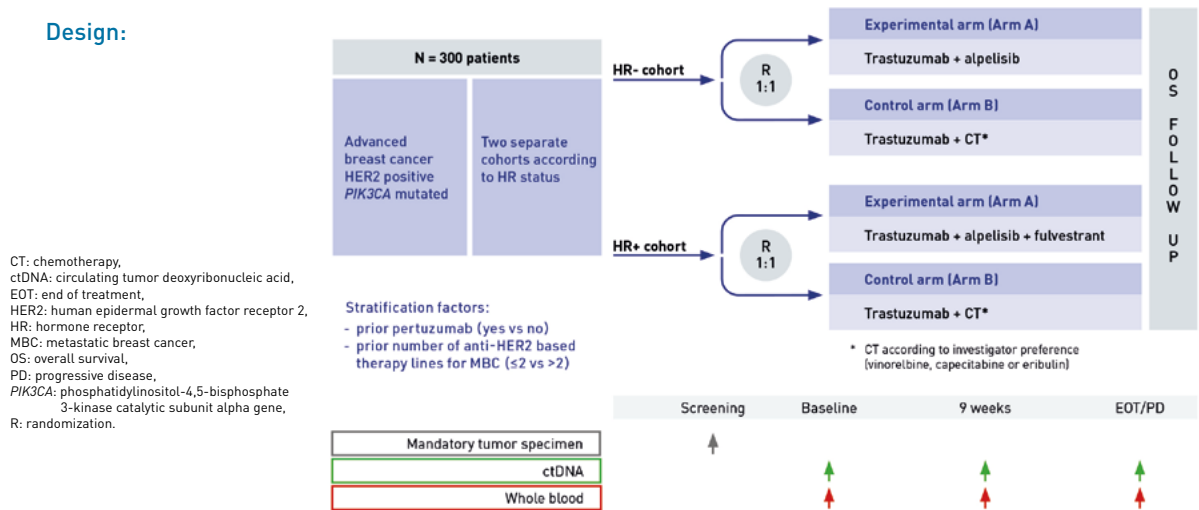 Design:
N = 300 patients
Advanced
breast cancer
HER2 positive
PIK3CA mutated
Two separate
cohorts according
to HR status
HR- cohort
R
1:1
Experimental arm (Arm A)
Trastuzumab + alpelisib
Control arm (Arm B)
Trastuzumab + CT*
HR+ cohort
R
1:1
Experimental arm (Arm A)
Trastuzumab + alpelisib + fulvestrant
Control arm (Arm B)
Trastuzumab + CT*
OS FOLLOW UP
* CT according to investigator preference
(vinorelbine, capecitabine or eribulin)
Stratification factors:
- prior pertuzumab (yes vs no)
- prior number of anti-HER2 based
therapy lines for MBC (≤2 vs >2)
CT: chemotherapy,
ctDNA: circulating tumor deoxyribonucleic acid,
EOT: end of treatment,
HER2: human epidermal growth factor receptor 2,
HR: hormone receptor,
MBC: metastatic breast cancer,
OS: overall survival,
PD: progressive disease,
PIK3CA: phosphatidylinositol-4,5-bisphosphate
3-kinase catalytic subunit alpha gene,
R: randomization.
Screening Baseline 9 weeks EOT/PD
Mandatory tumor specimen
ctDNA
Whole blood